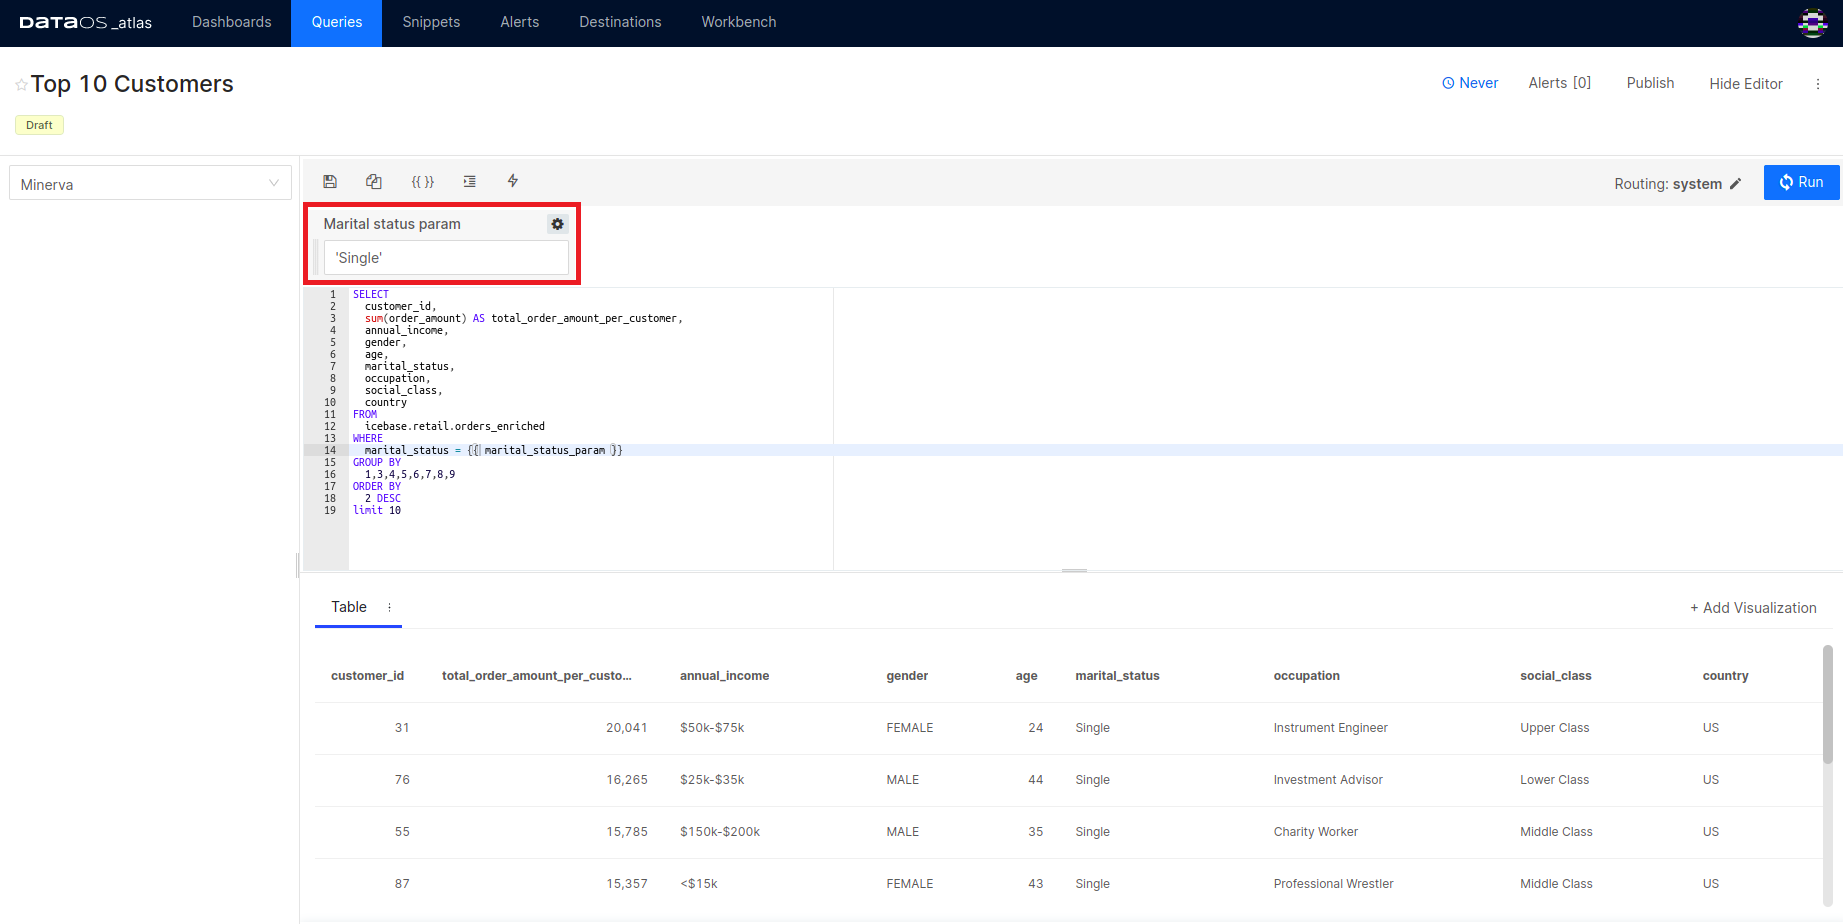 DATAOS _atlas Dashboards Queries Snippets Alerts Destinations Workbench
Top 10 Customers
Never Alerts [0] Publish Hide Editor
Draft
Minerva
{{ }}
Routing: system Run
Marital status param
'Single'
1 SELECT
2 customer_id,
3 sum(order_amount) AS total_order_amount_per_customer,
4 annual_income,
5 gender,
6 age,
7 marital_status,
8 occupation,
9 social_class,
10 country
11 FROM
12 icebase.retail.orders_enriched
13 WHERE
14 marital_status = {{ marital_status_param }}
15 GROUP BY
16 1,3,4,5,6,7,8,9
17 ORDER BY
18 2 DESC
19 limit 10
Table
+ Add Visualization
customer_id total_order_amount_per_custo... annual_income gender age marital_status occupation social_class country
31 20,041 $50k-$75k FEMALE 24 Single Instrument Engineer Upper Class US
76 16,265 $25k-$35k MALE 44 Single Investment Advisor Lower Class US
55 15,785 $150k-$200k MALE 35 Single Charity Worker Middle Class US
87 15,357 <$15k FEMALE 43 Single Professional Wrestler Middle Class US